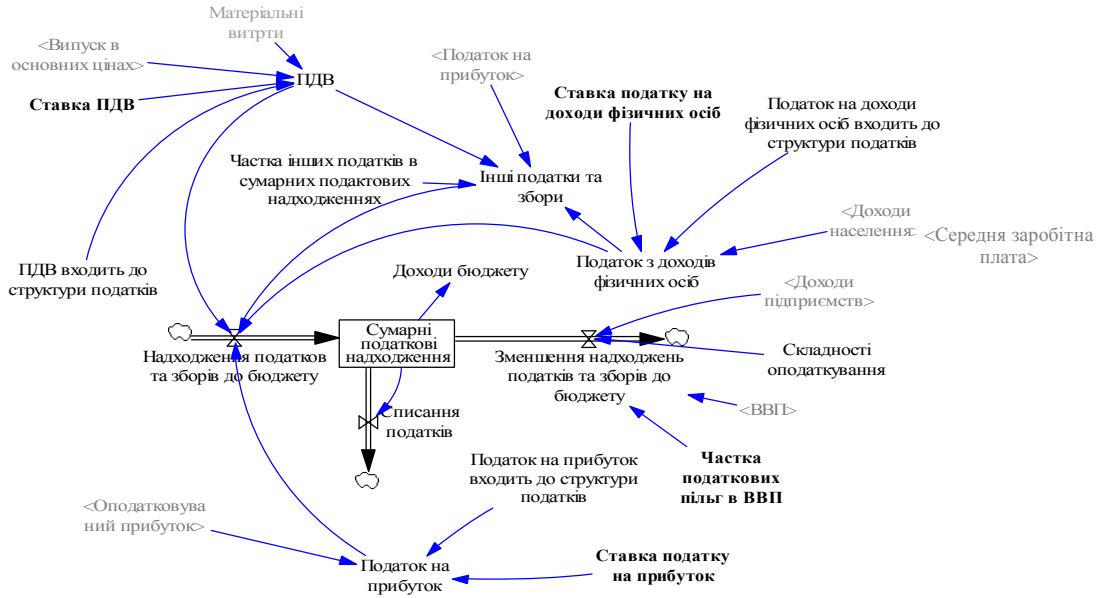 Матеріальні
витрти
<Випуск в
основних цінах>
ПДВ
Ставка ПДВ
<Податок на
прибуток>
Ставка податку на
доходи фізичних осіб
Податок на доходи
фізичних осіб входить до
структури податків
Частка інших податків в
сумарних подактових
надходженнях
Інші податки та
збори
<Доходи
населення>
<Середня заробітна
плата>
ПДВ входить до
структури податків
Податок з доходів
фізичних осіб
Доходи бюджету
<Доходи
підприємств>
Сумарні
податкові
надходження
Надходження податков
та зборів до бюджету
Зменшення надходжень
податків та зборів до
бюджету
Складності
оподаткування
<ВВП>
Списання
податків
Частка
податкових
пільг в ВВП
Податок на прибуток
входить до структури
податків
<Оподатковува
ний прибуток>
Податок на
прибуток
Ставка податку
на прибуток